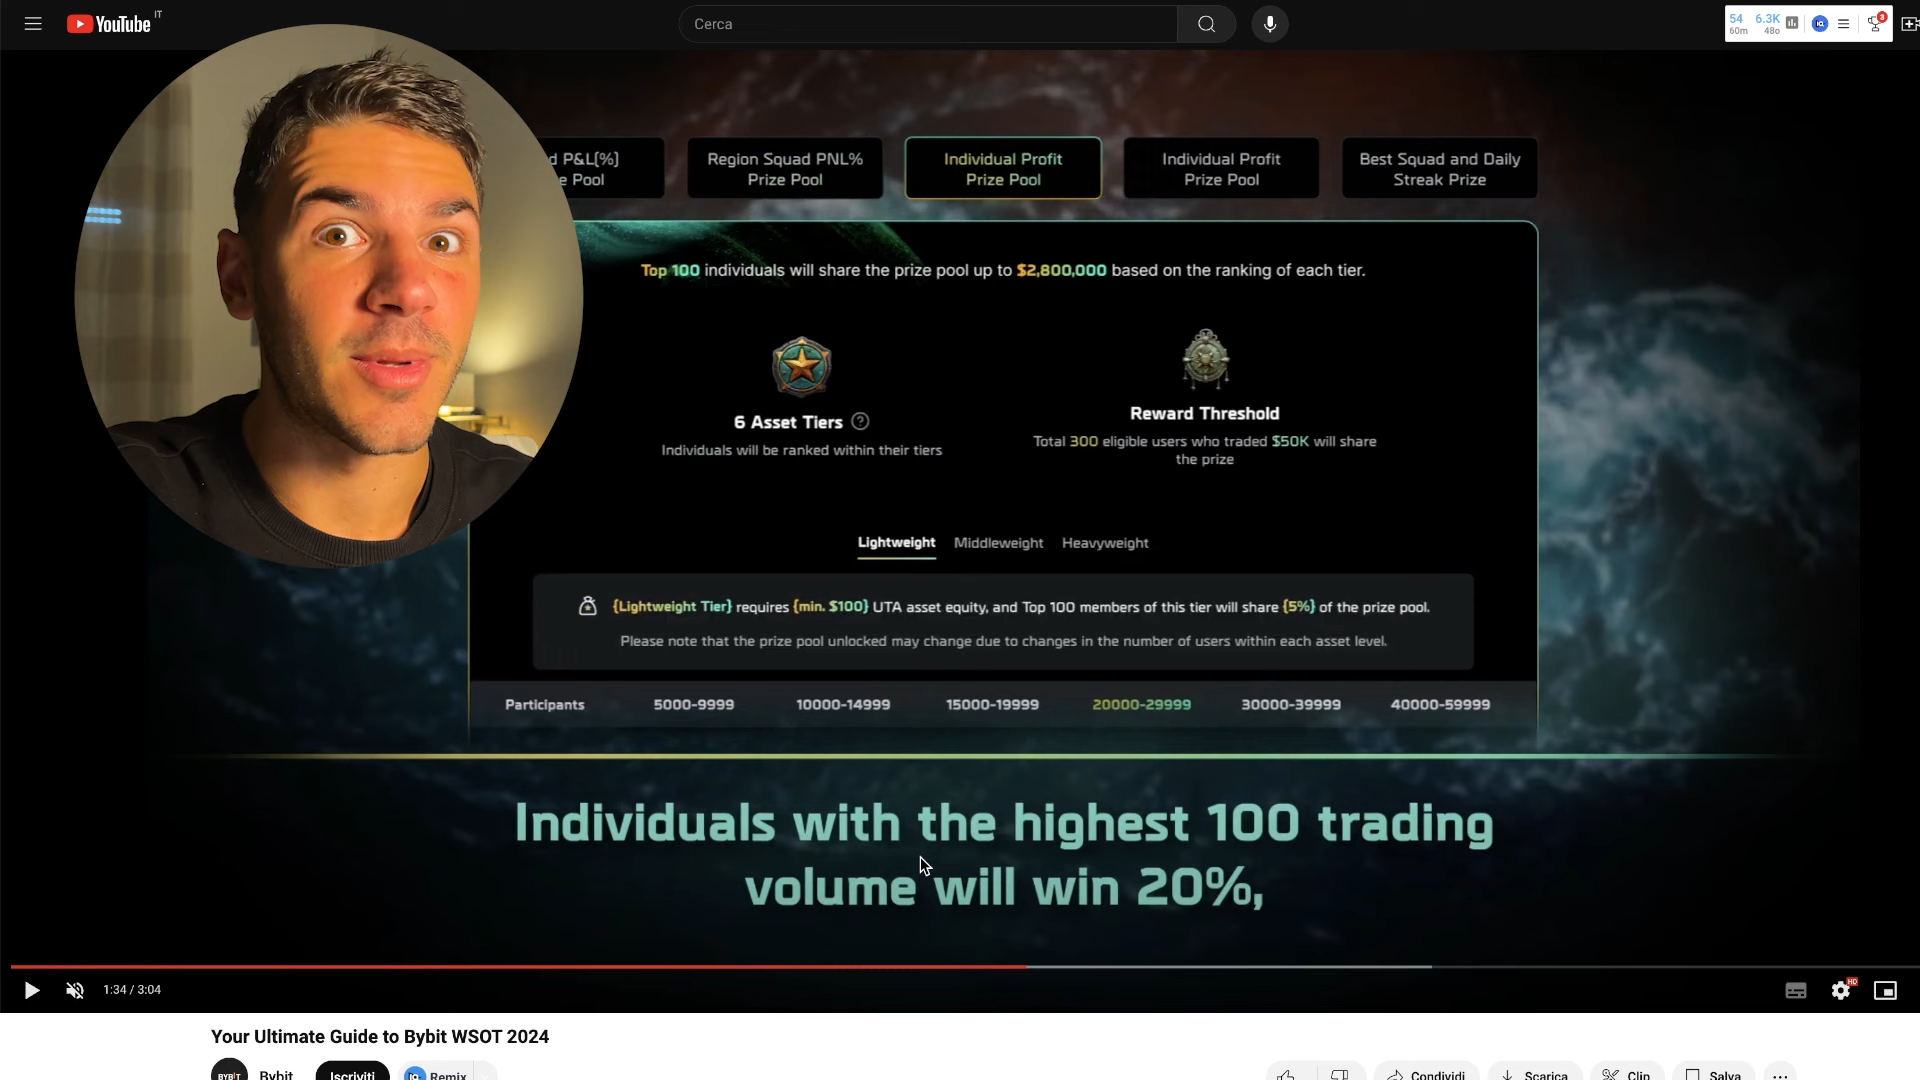 YouTube IT
Cerca
54 6.3K
60m 48o
3
d P&L[%]
e Pool
Region Squad PNL%
Prize Pool
Individual Profit
Prize Pool
Individual Profit
Prize Pool
Best Squad and Daily
Streak Prize
Top 100 individuals will share the prize pool up to $2,800,000 based on the ranking of each tier.
6 Asset Tiers ?
Individuals will be ranked within their tiers
Reward Threshold
Total 300 eligible users who traded $50K will share
the prize
Lightweight Middleweight Heavyweight
{Lightweight Tier} requires {min. $100} UTA asset equity, and Top 100 members of this tier will share {5%} of the prize pool.
Please note that the prize pool unlocked may change due to changes in the number of users within each asset level.
Participants 5000-9999 10000-14999 15000-19999 20000-29999 30000-39999 40000-59999
Individuals with the highest 100 trading
volume will win 20%,
1:34 / 3:04
HD
Your Ultimate Guide to Bybit WSOT 2024
BYBIT Bybit Iscriviti Remix Condividi Scarica Clip Salva